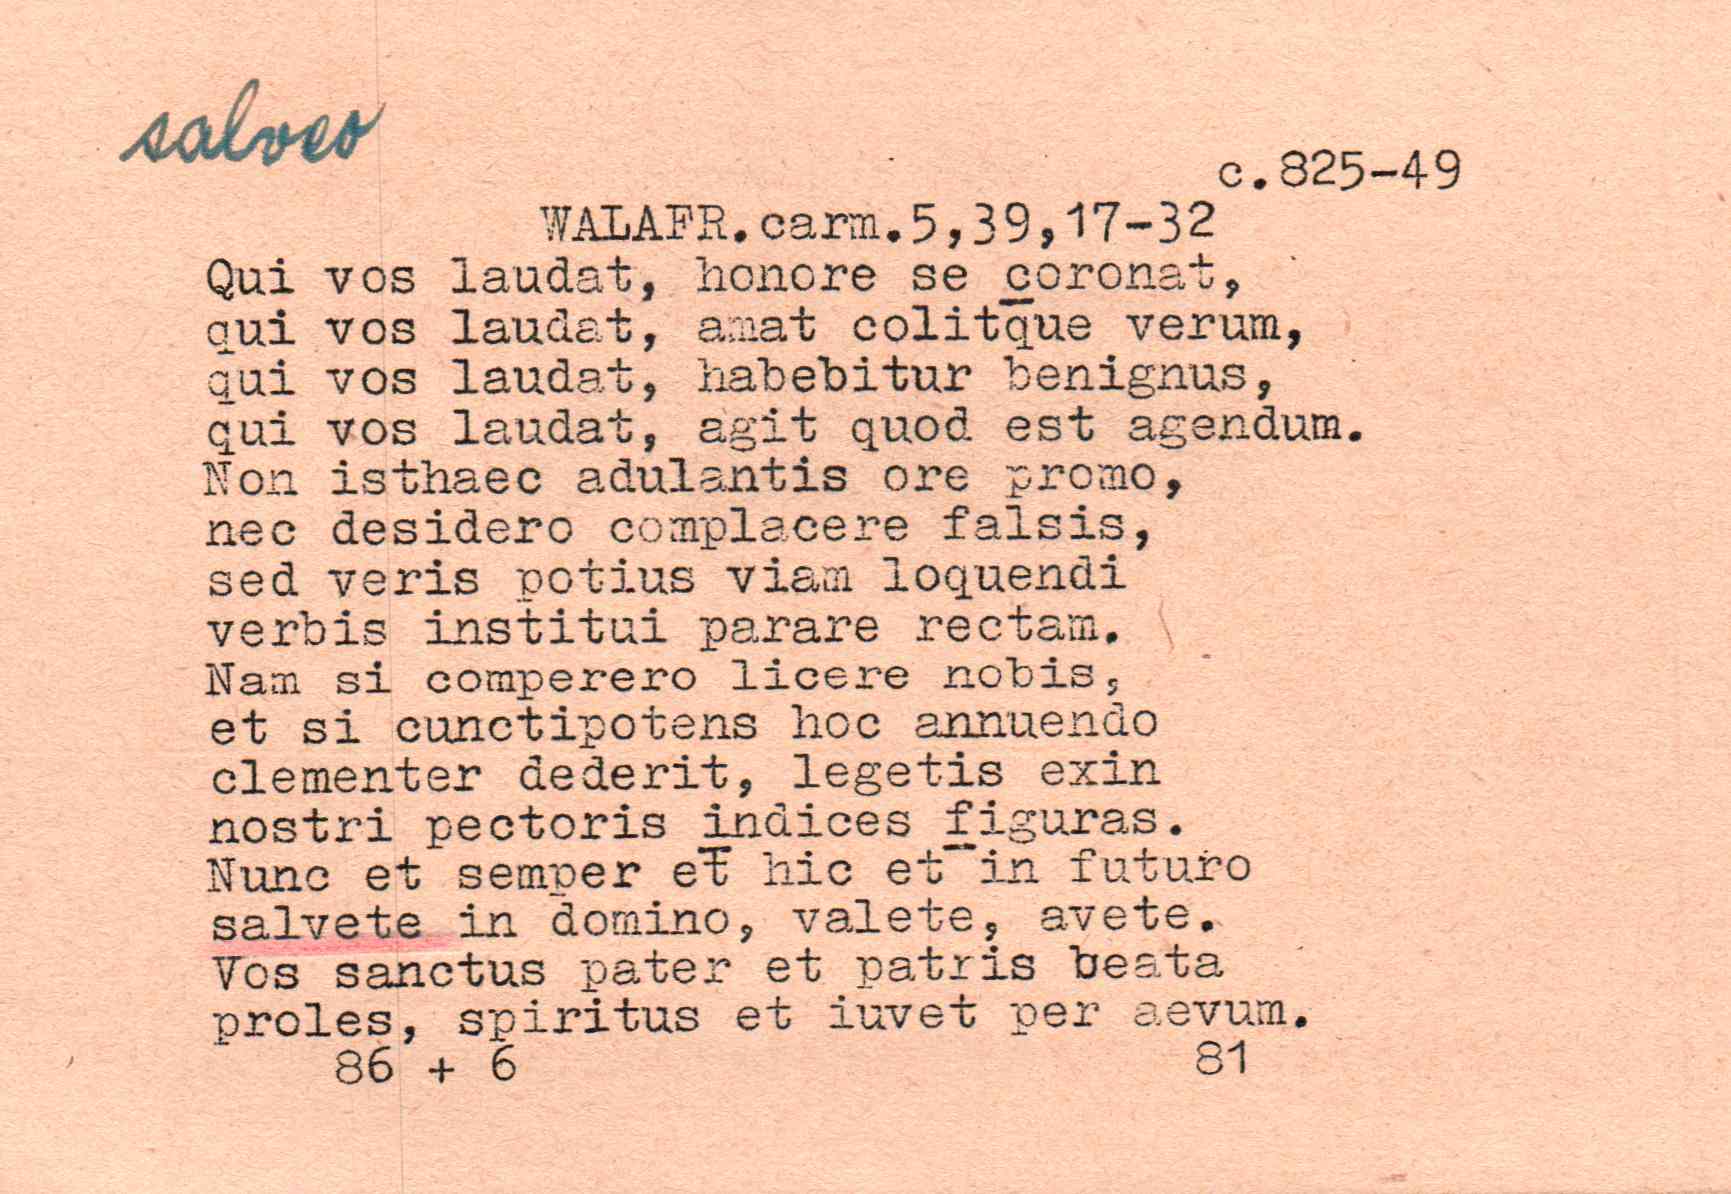 salveo
c.825-49
WALAFR.carm.5,39,17-32
Qui vos laudat, honore se coronat,
qui vos laudat, amat colitque verum,
qui vos laudat, habebitur benignus,
qui vos laudat, agit quod est agendum.
Non isthaec adulantis ore promo,
nec desidero complacere falsis,
sed veris potius viam loquendi
verbis institui parare rectam.
Nam si comperero licere nobis,
et si cunctipotens hoc annuendo
clementer dederit, legetis exin
nostri pectoris indices figuras.
Nunc et semper et hic et in futuro
salvete in domino, valete, avete.
Vos sanctus pater et patris beata
proles, spiritus et iuvet per aevum.
86 + 6 81